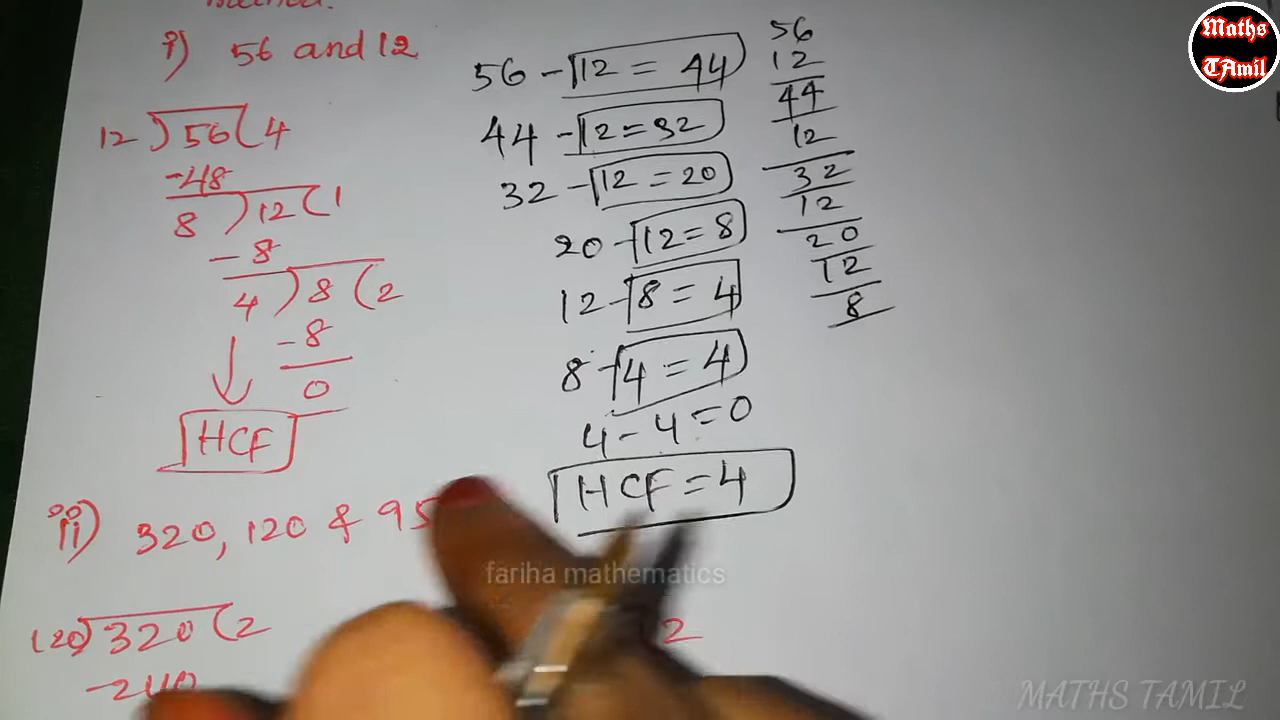 Method.
i) 56 and 12
12 ) 56 ( 4
-48
8 ) 12 ( 1
- 8
4 ) 8 ( 2
- 8
0
HCF
56 - 12 = 44
44 - 12 = 32
32 - 12 = 20
20 - 12 = 8
12 - 8 = 4
8 - 4 = 4
4 - 4 = 0
HCF = 4
56
12
44
12
32
12
20
12
8
ii) 320, 120 & 95
120 ) 320 ( 2
-240
2
Maths
TAmil
fariha mathematics
MATHS TAMIL